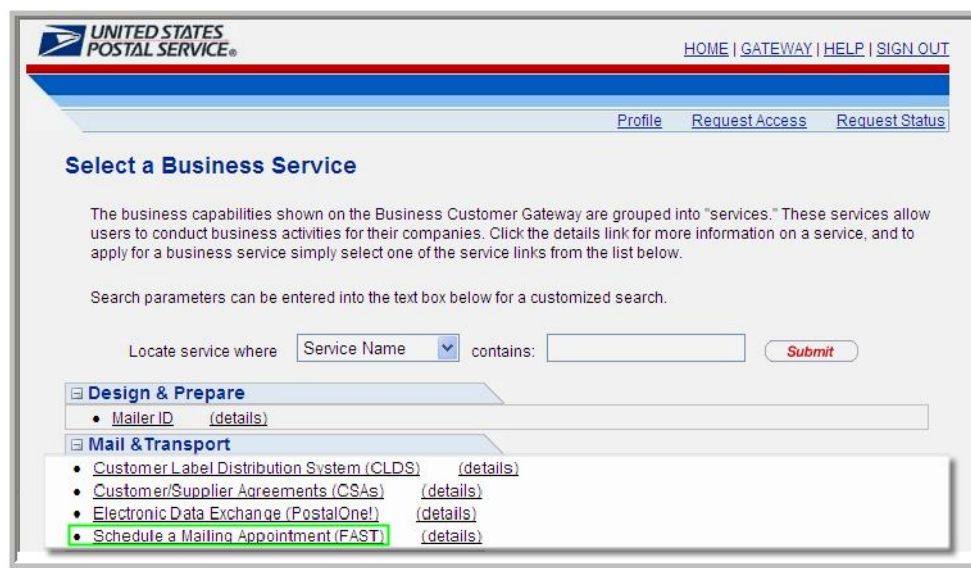 UNITED STATES
POSTAL SERVICE®
HOME | GATEWAY | HELP | SIGN OUT
Profile Request Access Request Status
Select a Business Service
The business capabilities shown on the Business Customer Gateway are grouped into "services." These services allow
users to conduct business activities for their companies. Click the details link for more information on a service, and to
apply for a business service simply select one of the service links from the list below.
Search parameters can be entered into the text box below for a customized search.
Locate service where Service Name contains: Submit
Design & Prepare
Mailer ID (details)
Mail &Transport
Customer Label Distribution System (CLDS) (details)
Customer/Supplier Agreements (CSAs) (details)
Electronic Data Exchange (PostalOne!) (details)
Schedule a Mailing Appointment (FAST) (details)